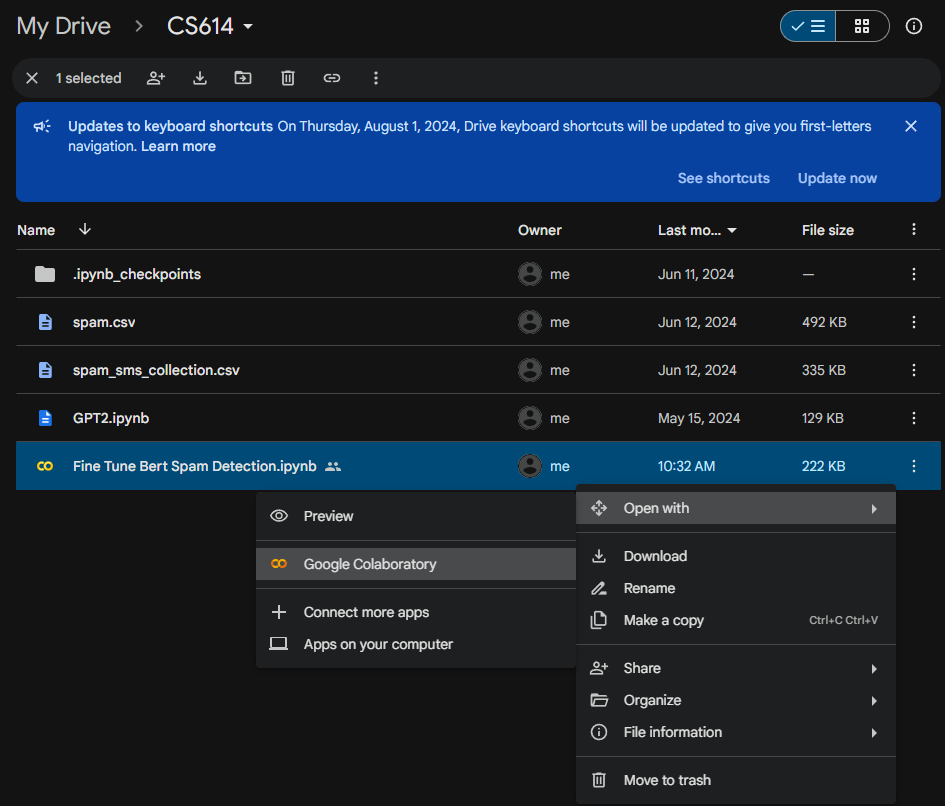 My Drive > CS614
1 selected
Updates to keyboard shortcuts On Thursday, August 1, 2024, Drive keyboard shortcuts will be updated to give you first-letters
navigation. Learn more
See shortcuts Update now
Name Owner Last mo... File size
.ipynb_checkpoints me Jun 11, 2024 —
spam.csv me Jun 12, 2024 492 KB
spam_sms_collection.csv me Jun 12, 2024 335 KB
GPT2.ipynb me May 15, 2024 129 KB
Fine Tune Bert Spam Detection.ipynb me 10:32 AM 222 KB
Preview
Google Colaboratory
Connect more apps
Apps on your computer
Open with
Download
Rename
Make a copy Ctrl+C Ctrl+V
Share
Organize
File information
Move to trash